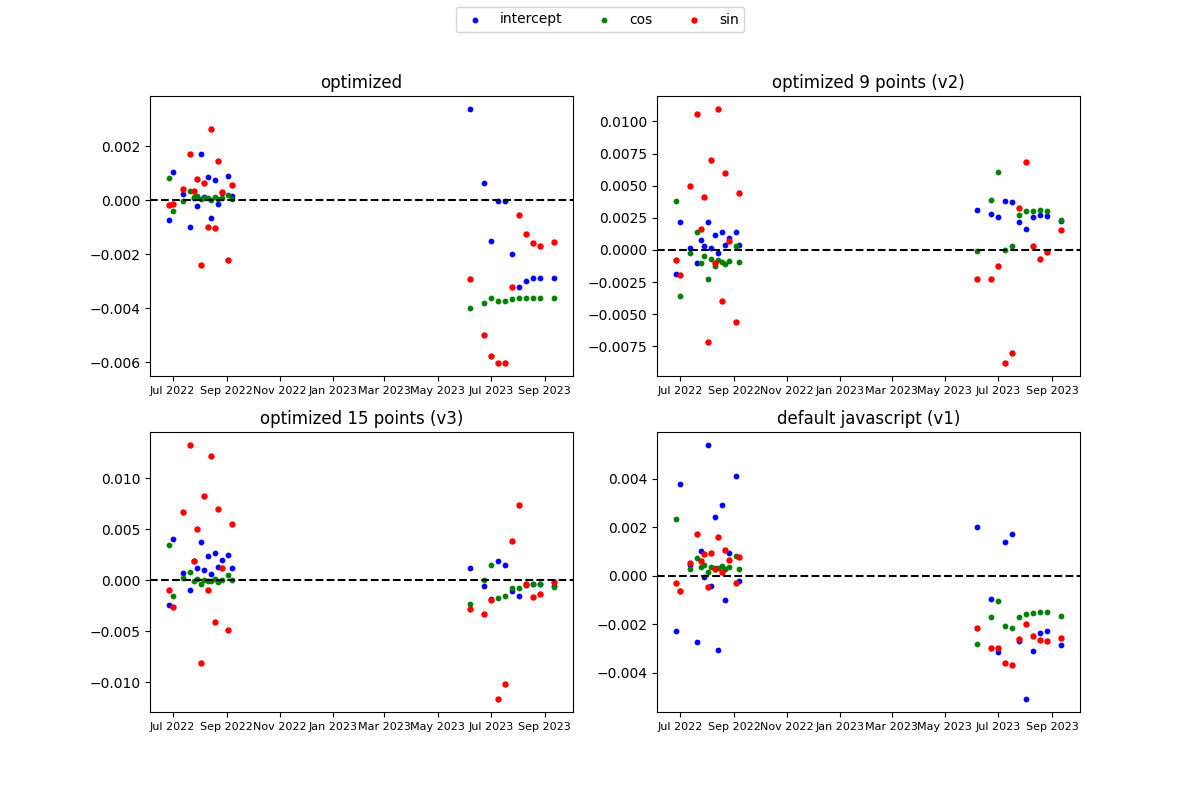 intercept cos sin
optimized
0.002
0.000
−0.002
−0.004
−0.006
Jul 2022 Sep 2022 Nov 2022 Jan 2023 Mar 2023 May 2023 Jul 2023 Sep 2023
optimized 9 points (v2)
0.0100
0.0075
0.0050
0.0025
0.0000
−0.0025
−0.0050
−0.0075
Jul 2022 Sep 2022 Nov 2022 Jan 2023 Mar 2023 May 2023 Jul 2023 Sep 2023
optimized 15 points (v3)
0.010
0.005
0.000
−0.005
−0.010
Jul 2022 Sep 2022 Nov 2022 Jan 2023 Mar 2023 May 2023 Jul 2023 Sep 2023
default javascript (v1)
0.004
0.002
0.000
−0.002
−0.004
Jul 2022 Sep 2022 Nov 2022 Jan 2023 Mar 2023 May 2023 Jul 2023 Sep 2023